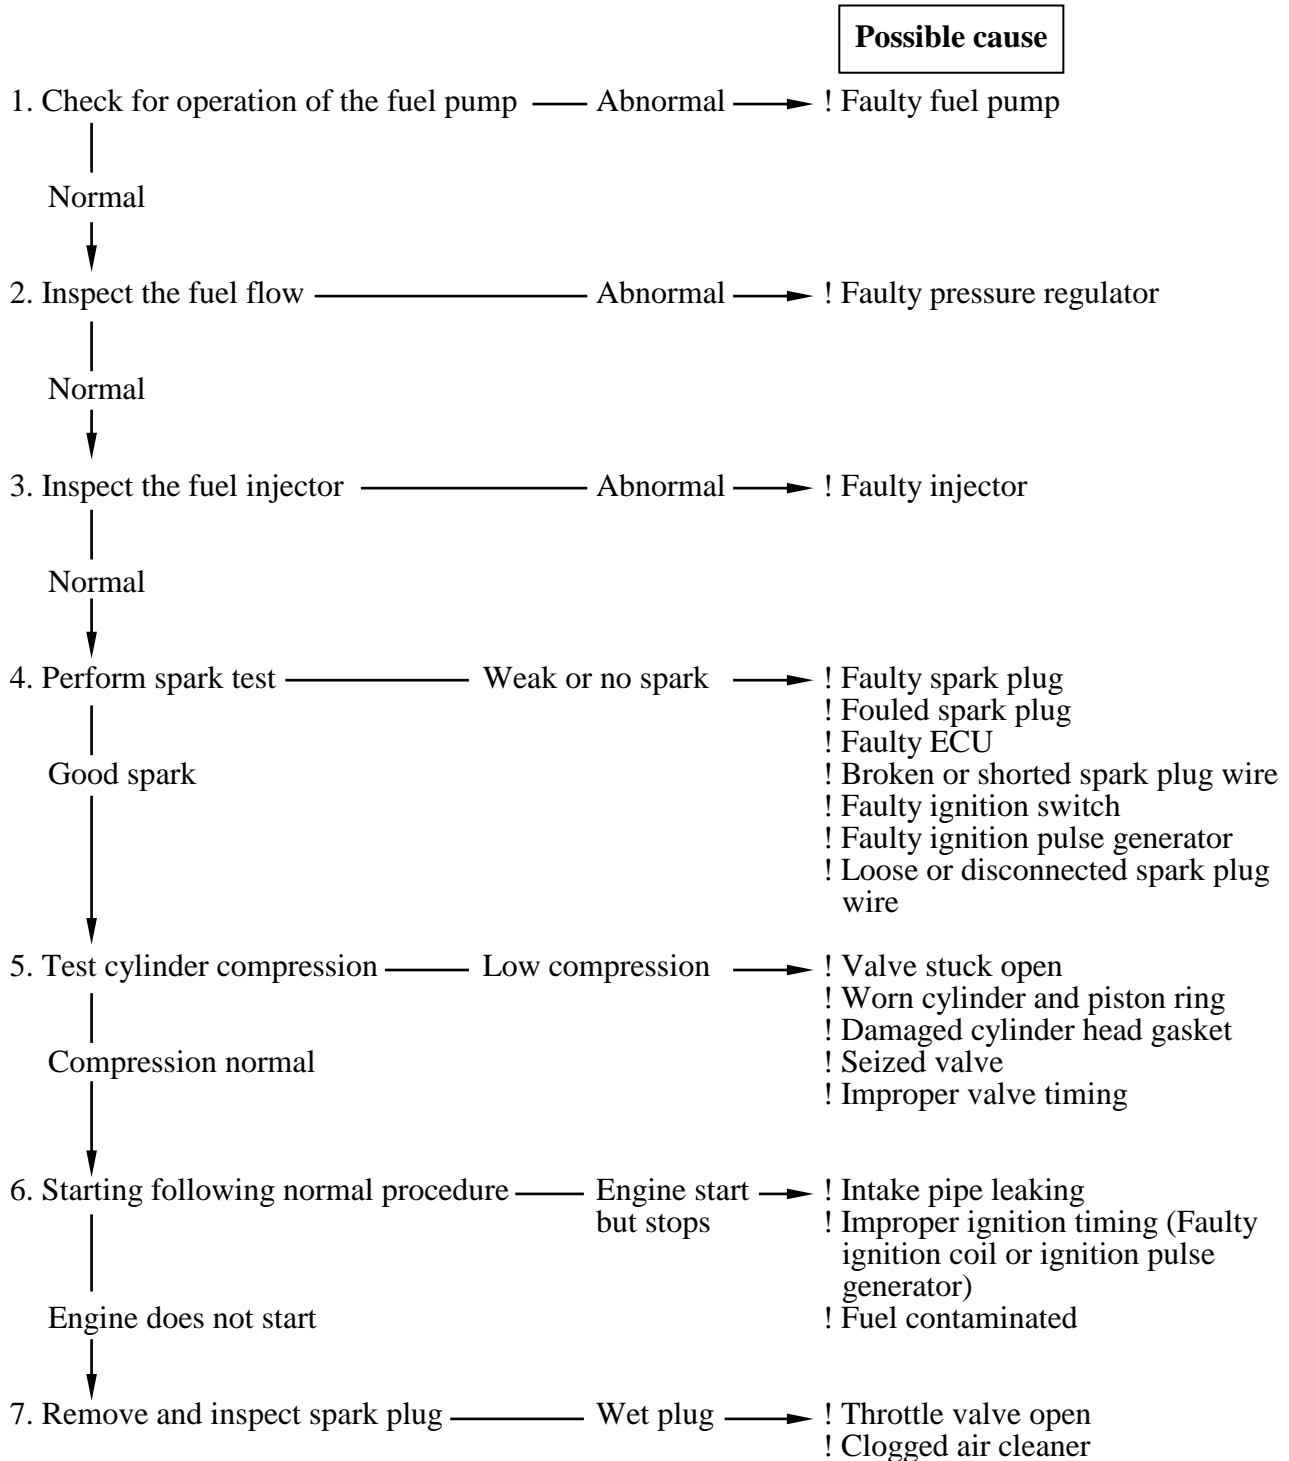 Possible cause
1. Check for operation of the fuel pump Abnormal ! Faulty fuel pump
Normal
2. Inspect the fuel flow Abnormal ! Faulty pressure regulator
Normal
3. Inspect the fuel injector Abnormal ! Faulty injector
Normal
4. Perform spark test Weak or no spark ! Faulty spark plug
! Fouled spark plug
! Faulty ECU
Good spark ! Broken or shorted spark plug wire
! Faulty ignition switch
! Faulty ignition pulse generator
! Loose or disconnected spark plug
wire
5. Test cylinder compression Low compression ! Valve stuck open
! Worn cylinder and piston ring
! Damaged cylinder head gasket
Compression normal ! Seized valve
! Improper valve timing
6. Starting following normal procedure Engine start ! Intake pipe leaking
but stops ! Improper ignition timing (Faulty
ignition coil or ignition pulse
generator)
Engine does not start ! Fuel contaminated
7. Remove and inspect spark plug Wet plug ! Throttle valve open
! Clogged air cleaner